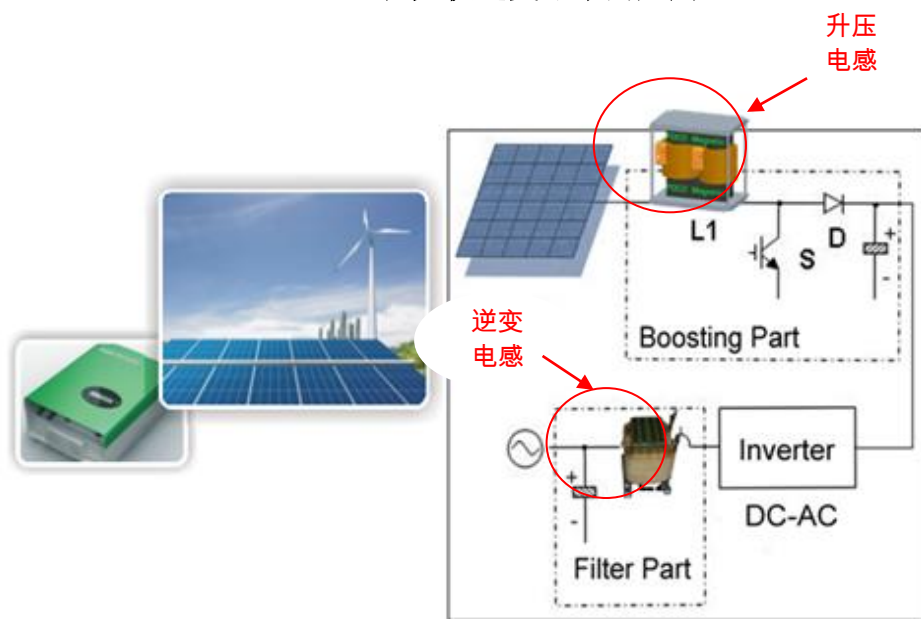 升压
电感
L1
D
S
+
-
Boosting Part
逆变
电感
Inverter
DC-AC
+
-
Filter Part